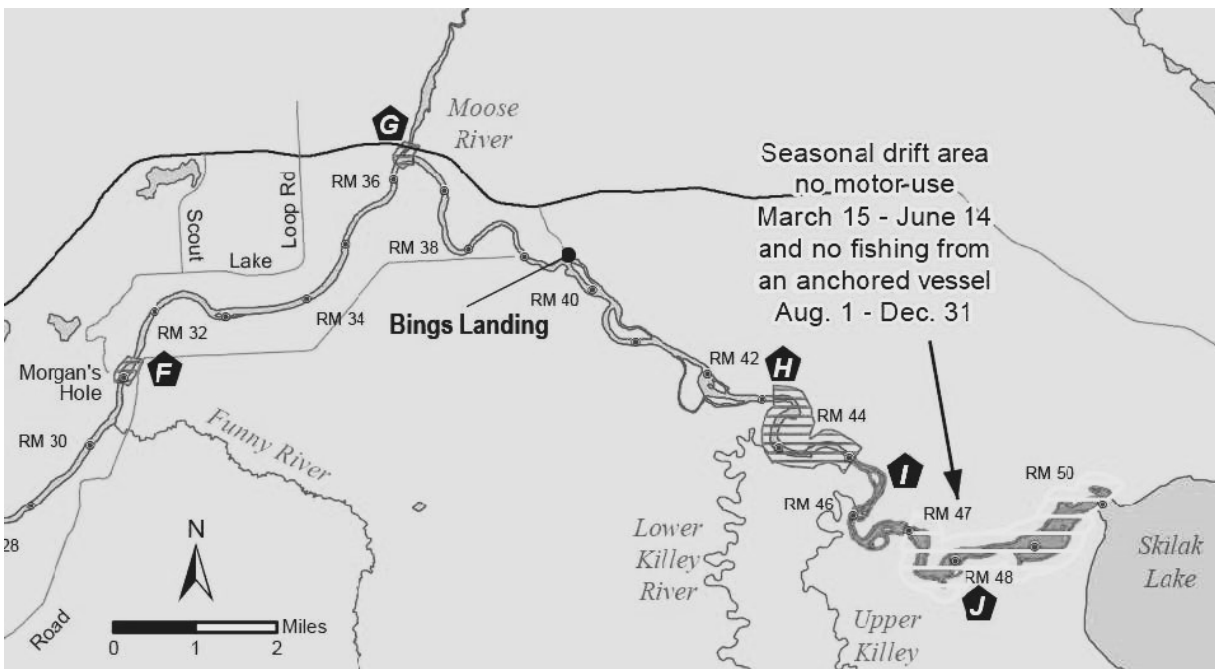 G
Moose
River
Seasonal drift area
no motor-use
March 15 - June 14
and no fishing from
an anchored vessel
Aug. 1 - Dec. 31
RM 36
Scout
Loop Rd
Lake
RM 38
RM 40
RM 34
RM 32
Bings Landing
Morgan's
Hole
F
RM 42
H
RM 44
RM 30
Funny River
I
RM 50
RM 46
RM 47
28
N
Lower
Killey
River
Skilak
Lake
RM 48
J
Upper
Killey
Road
Miles
0 1 2